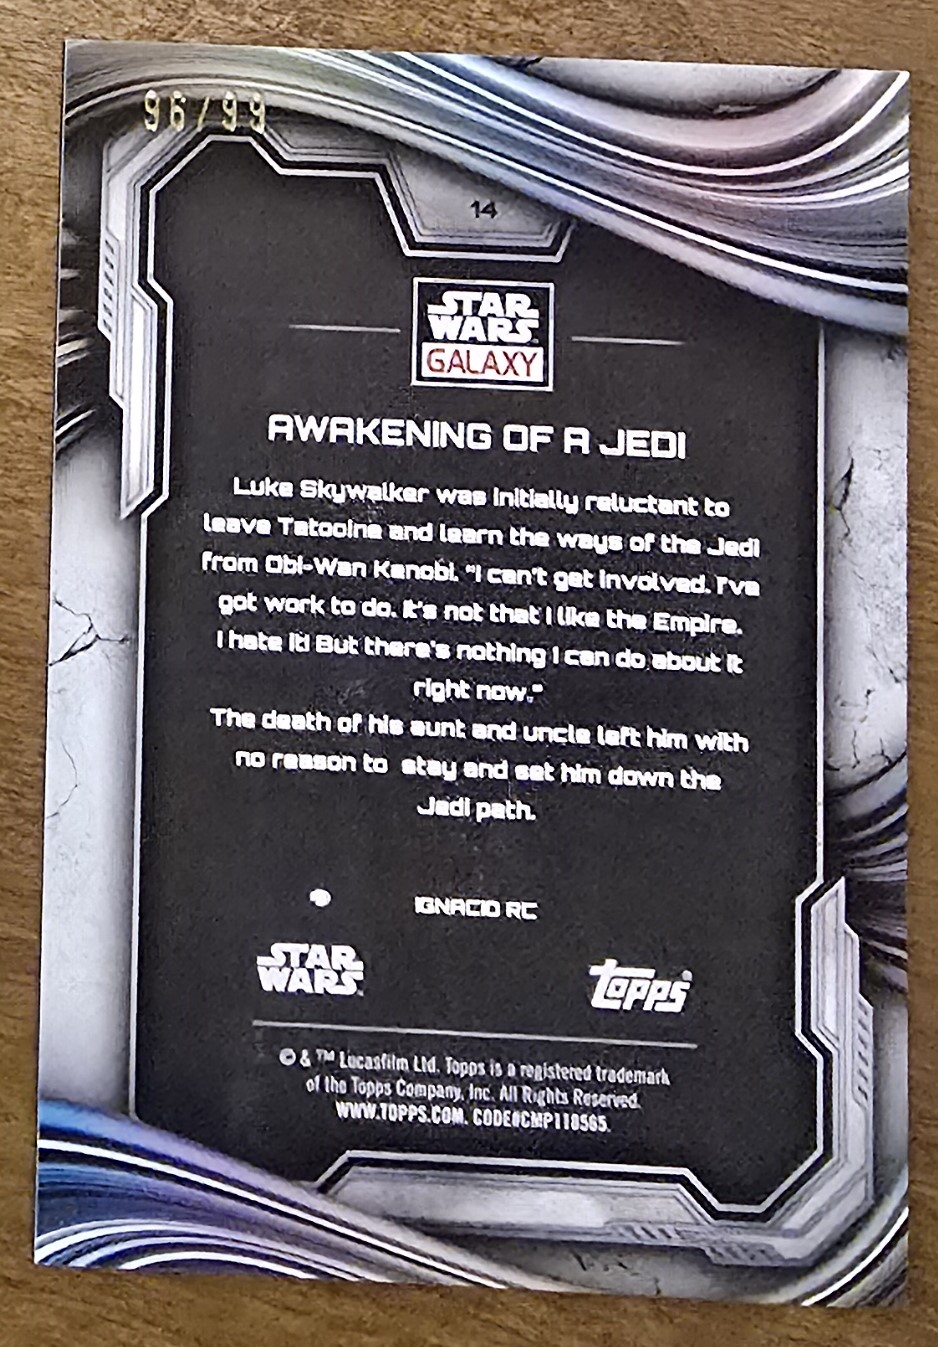 96/99
14
STAR
WARS
GALAXY
AWAKENING OF A JEDI
Luke Skywalker was initially reluctant to
leave Tatooine and learn the ways of the Jedi
from Obi-Wan Kenobi. "I can't get involved. I've
got work to do. It's not that I like the Empire.
I hate it! But there's nothing I can do about it
right now."
The death of his aunt and uncle left him with
no reason to stay and set him down the
Jedi path.
IGNACIO RC
STAR
WARS
topps
© & ™ Lucasfilm Ltd. Topps is a registered trademark
of the Topps Company, Inc. All Rights Reserved.
WWW.TOPPS.COM. CODE#CMP118565.